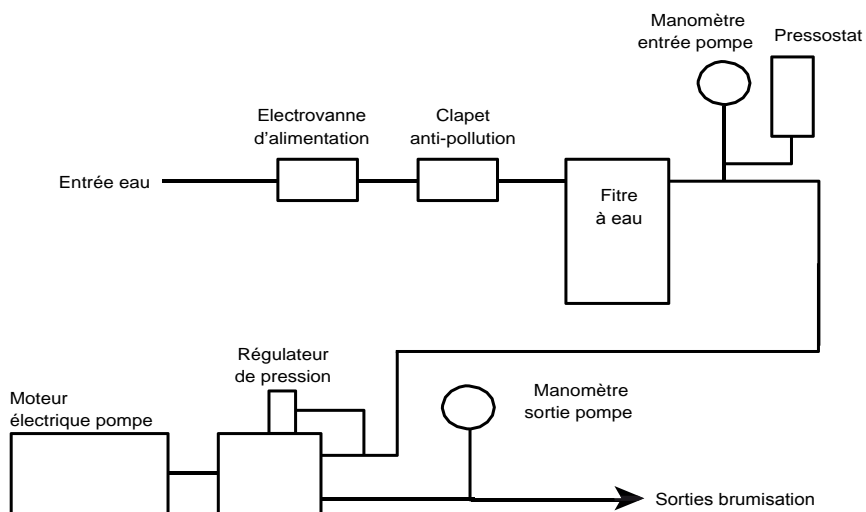 Manomètre
entrée pompe
Pressostat
Electrovanne
d'alimentation
Clapet
anti-pollution
Entrée eau
Fitre
à eau
Régulateur
de pression
Manomètre
sortie pompe
Moteur
électrique pompe
Sorties brumisation